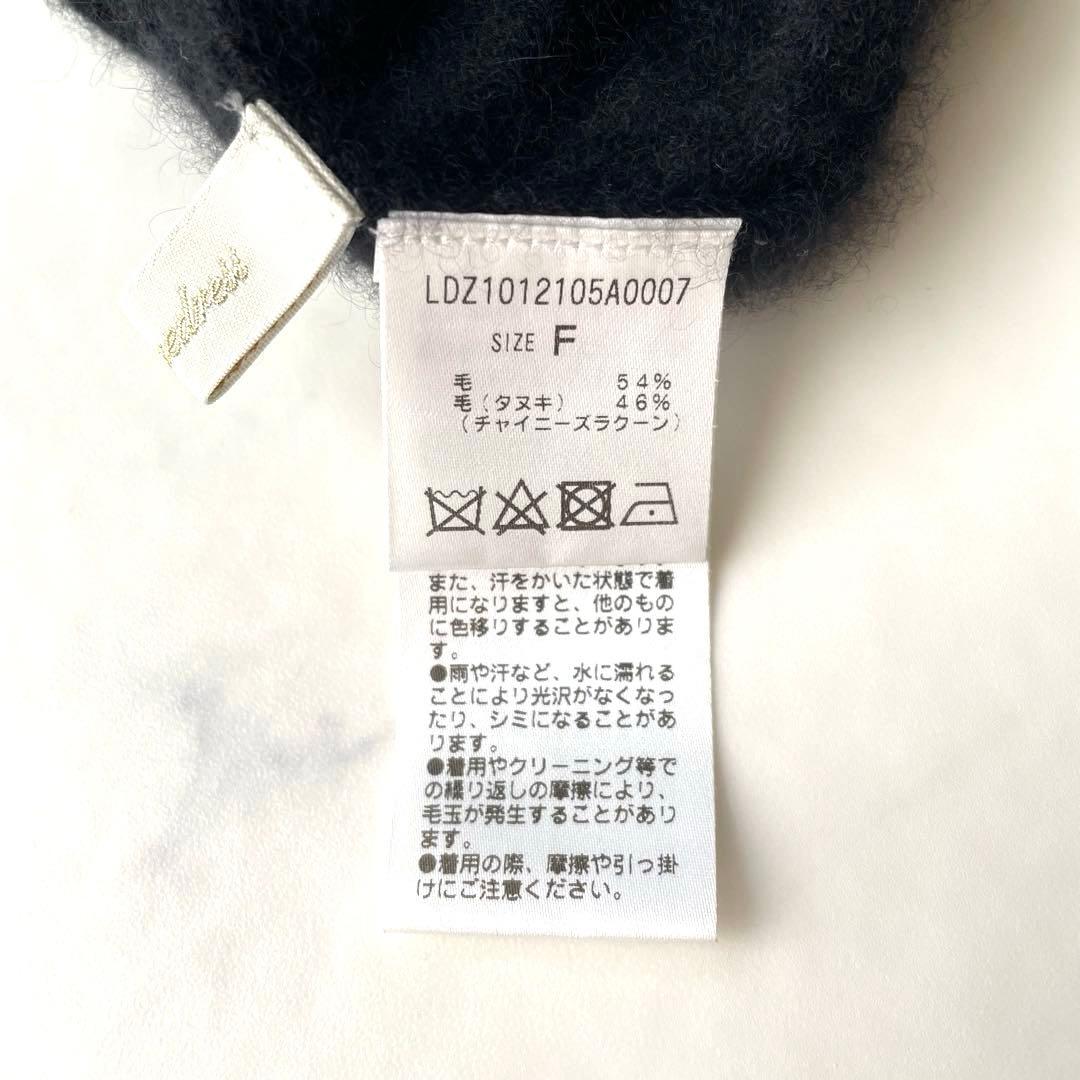 LDZ1012105A0007
SIZE F
毛 54%
毛(タヌキ) 46%
(チャイニーズラクーン)
また、汗をかいた状態で着
用になりますと、他のもの
に色移りすることがありま
す。
●雨や汗など、水に濡れる
ことにより光沢がなくなっ
たり、シミになることがあ
ります。
●着用やクリーニング等で
の繰り返しの摩擦により、
毛玉が発生することがあり
ます。
●着用の際、摩擦や引っ掛
けにご注意ください。